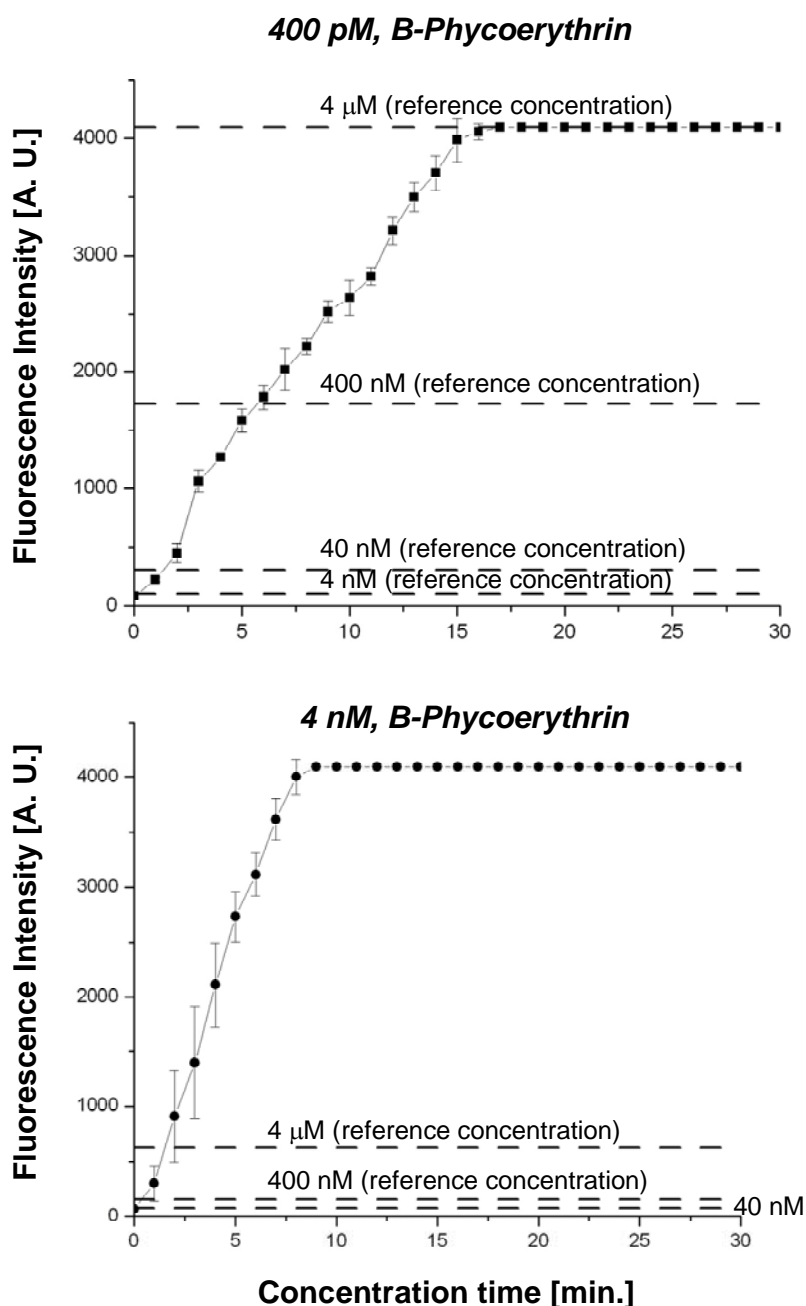 400 pM, B-Phycoerythrin
Fluorescence Intensity [A. U.]
4000
3000
2000
1000
0
4 μM (reference concentration)
400 nM (reference concentration)
40 nM (reference concentration)
4 nM (reference concentration)
0 5 10 15 20 25 30
4 nM, B-Phycoerythrin
Fluorescence Intensity [A. U.]
4000
3000
2000
1000
0
4 μM (reference concentration)
400 nM (reference concentration)
40 nM
0 5 10 15 20 25 30
Concentration time [min.]